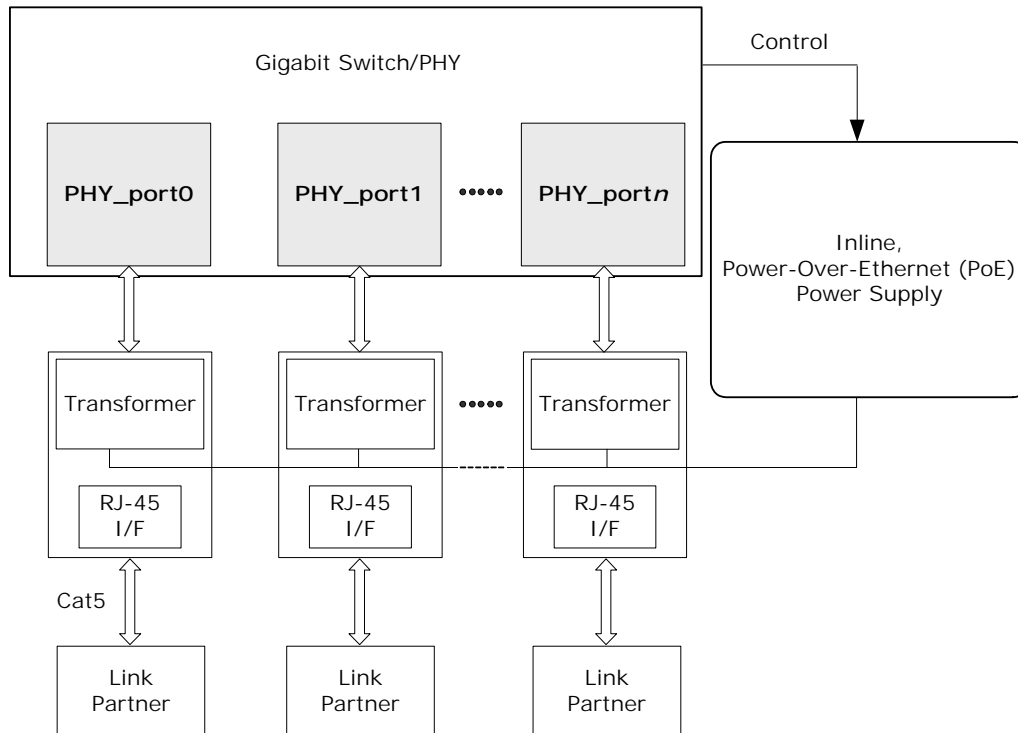 Gigabit Switch/PHY
Control
PHY_port0
PHY_port1
PHY_portn
Inline,
Power-Over-Ethernet (PoE)
Power Supply
Transformer
Transformer
Transformer
RJ-45
I/F
RJ-45
I/F
RJ-45
I/F
Cat5
Link
Partner
Link
Partner
Link
Partner